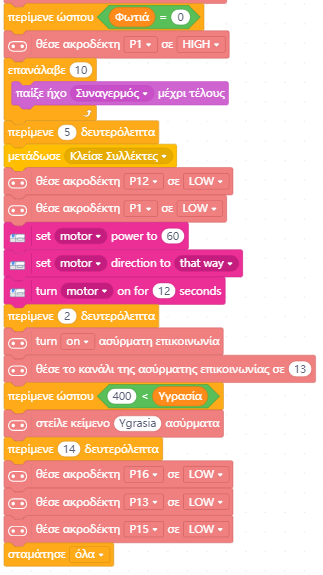 περίμενε ώσπου Φωτιά = 0
θέσε ακροδέκτη P1 σε HIGH
επανάλαβε 10
παίξε ήχο Συναγερμός μέχρι τέλους
περίμενε 5 δευτερόλεπτα
μετάδωσε Κλείσε Συλλέκτες
θέσε ακροδέκτη P12 σε LOW
θέσε ακροδέκτη P1 σε LOW
set motor power to 60
set motor direction to that way
turn motor on for 12 seconds
περίμενε 2 δευτερόλεπτα
turn on ασύρματη επικοινωνία
θέσε το κανάλι της ασύρματης επικοινωνίας σε 13
περίμενε ώσπου 400 < Υγρασία
στείλε κείμενο Ygrasia ασύρματα
περίμενε 14 δευτερόλεπτα
θέσε ακροδέκτη P16 σε LOW
θέσε ακροδέκτη P13 σε LOW
θέσε ακροδέκτη P15 σε LOW
σταμάτησε όλα